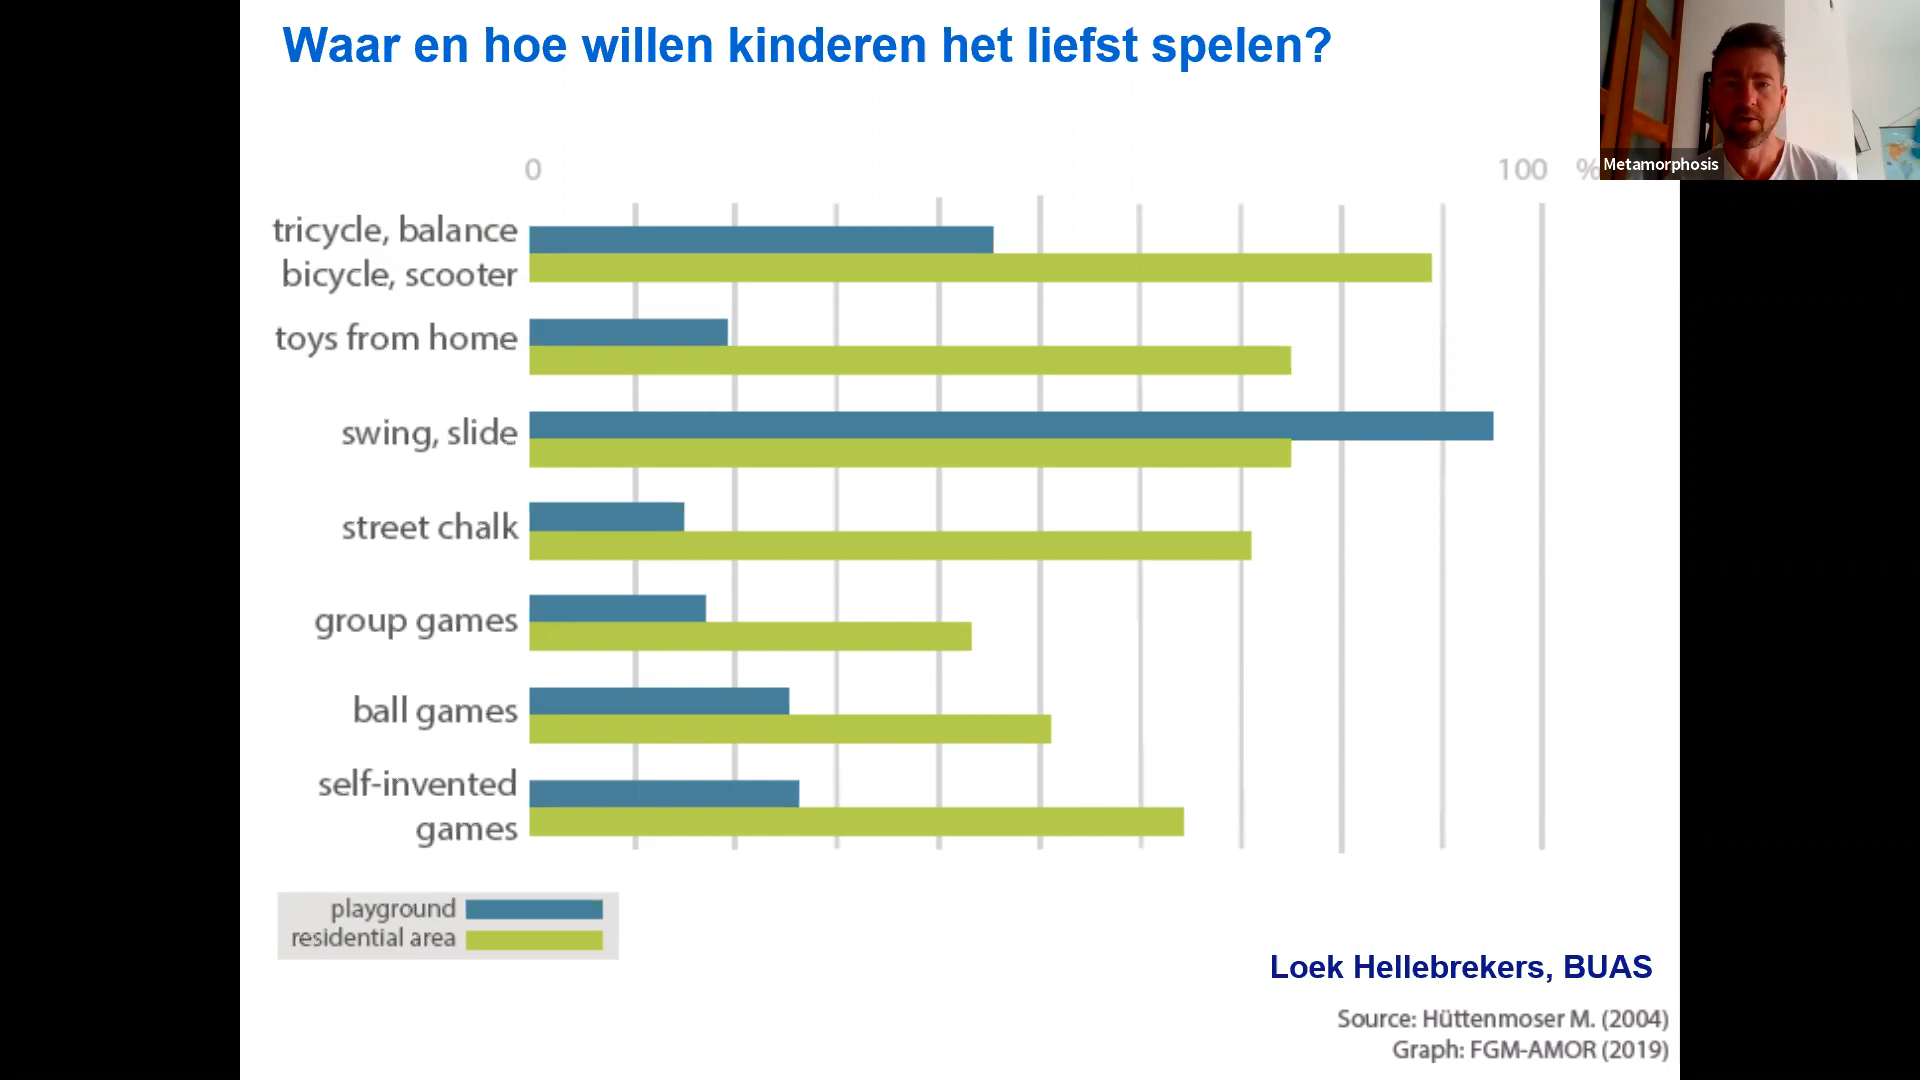 Waar en hoe willen kinderen het liefst spelen?
Metamorphosis
0 100 %
tricycle, balance
bicycle, scooter
toys from home
swing, slide
street chalk
group games
ball games
self-invented
games
playground
residential area
Loek Hellebrekers, BUAS
Source: Hüttenmoser M. (2004)
Graph: FGM-AMOR (2019)